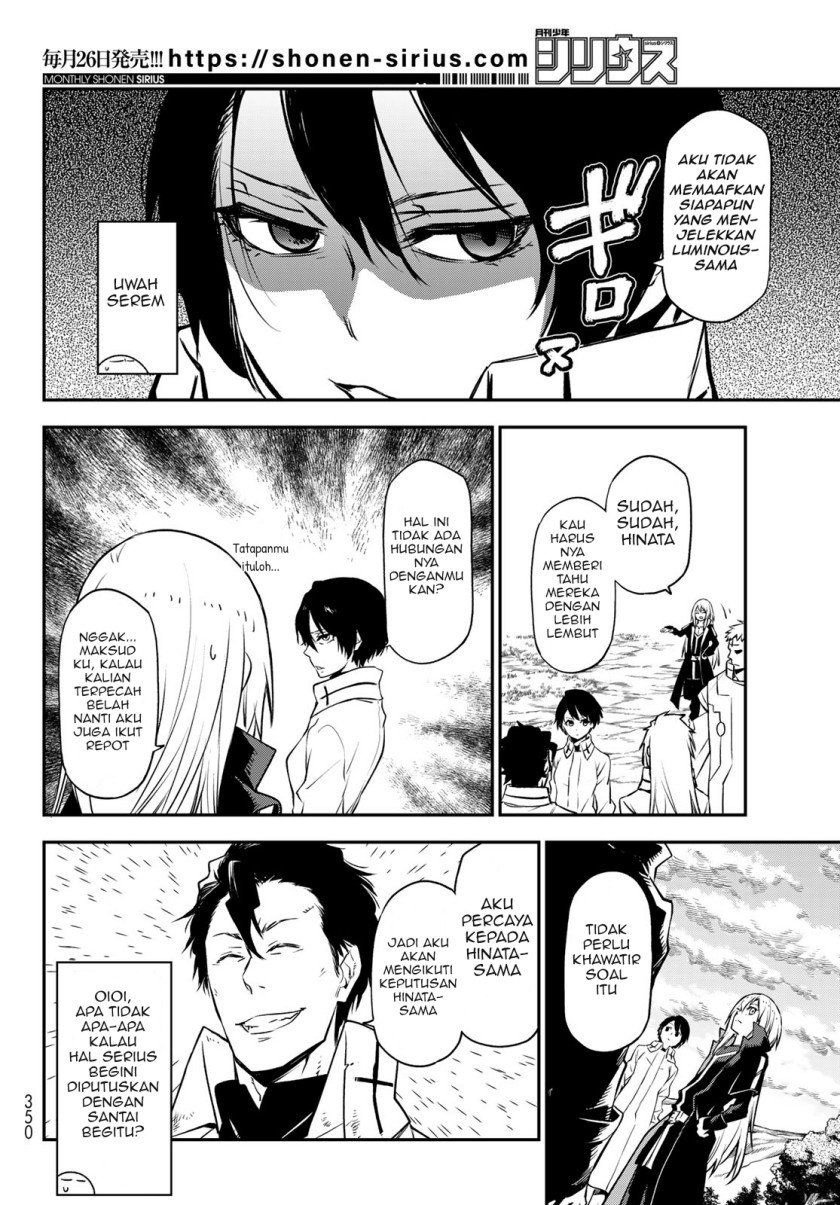 毎月26日発売!!! https://shonen-sirius.com
月刊少年
シリウス
MONTHLY SHONEN SIRIUS
AKU TIDAK
AKAN
MEMAAFKAN
SIAPAPUN
YANG MEN-
JELEKKAN
LUMINOUS-
SAMA
ギロヌ
UWAH
SEREM
SUDAH,
SUDAH,
HINATA
KAU
HARUS
NYA
MEMBERI
TAHU
MEREKA
DENGAN
LEBIH
LEMBUT
HAL INI
TIDAK ADA
HUBUNGAN
NYA
DENGANMU
KAN?
Tatapanmu
ituloh...
NGGAK...
MAKSUD
KU, KALAU
KALIAN
TERPECAH
BELAH
NANTI AKU
JUGA IKUT
REPOT
TIDAK
PERLU
KHAWATIR
SOAL
ITU
AKU
PERCAYA
KEPADA
HINATA-
SAMA
JADI AKU
AKAN
MENGIKUTI
KEPUTUSAN
HINATA-
SAMA
OIOI,
APA TIDAK
APA-APA
KALAU
HAL SERIUS
BEGINI
DIPUTUSKAN
DENGAN
SANTAI
BEGITU?
350